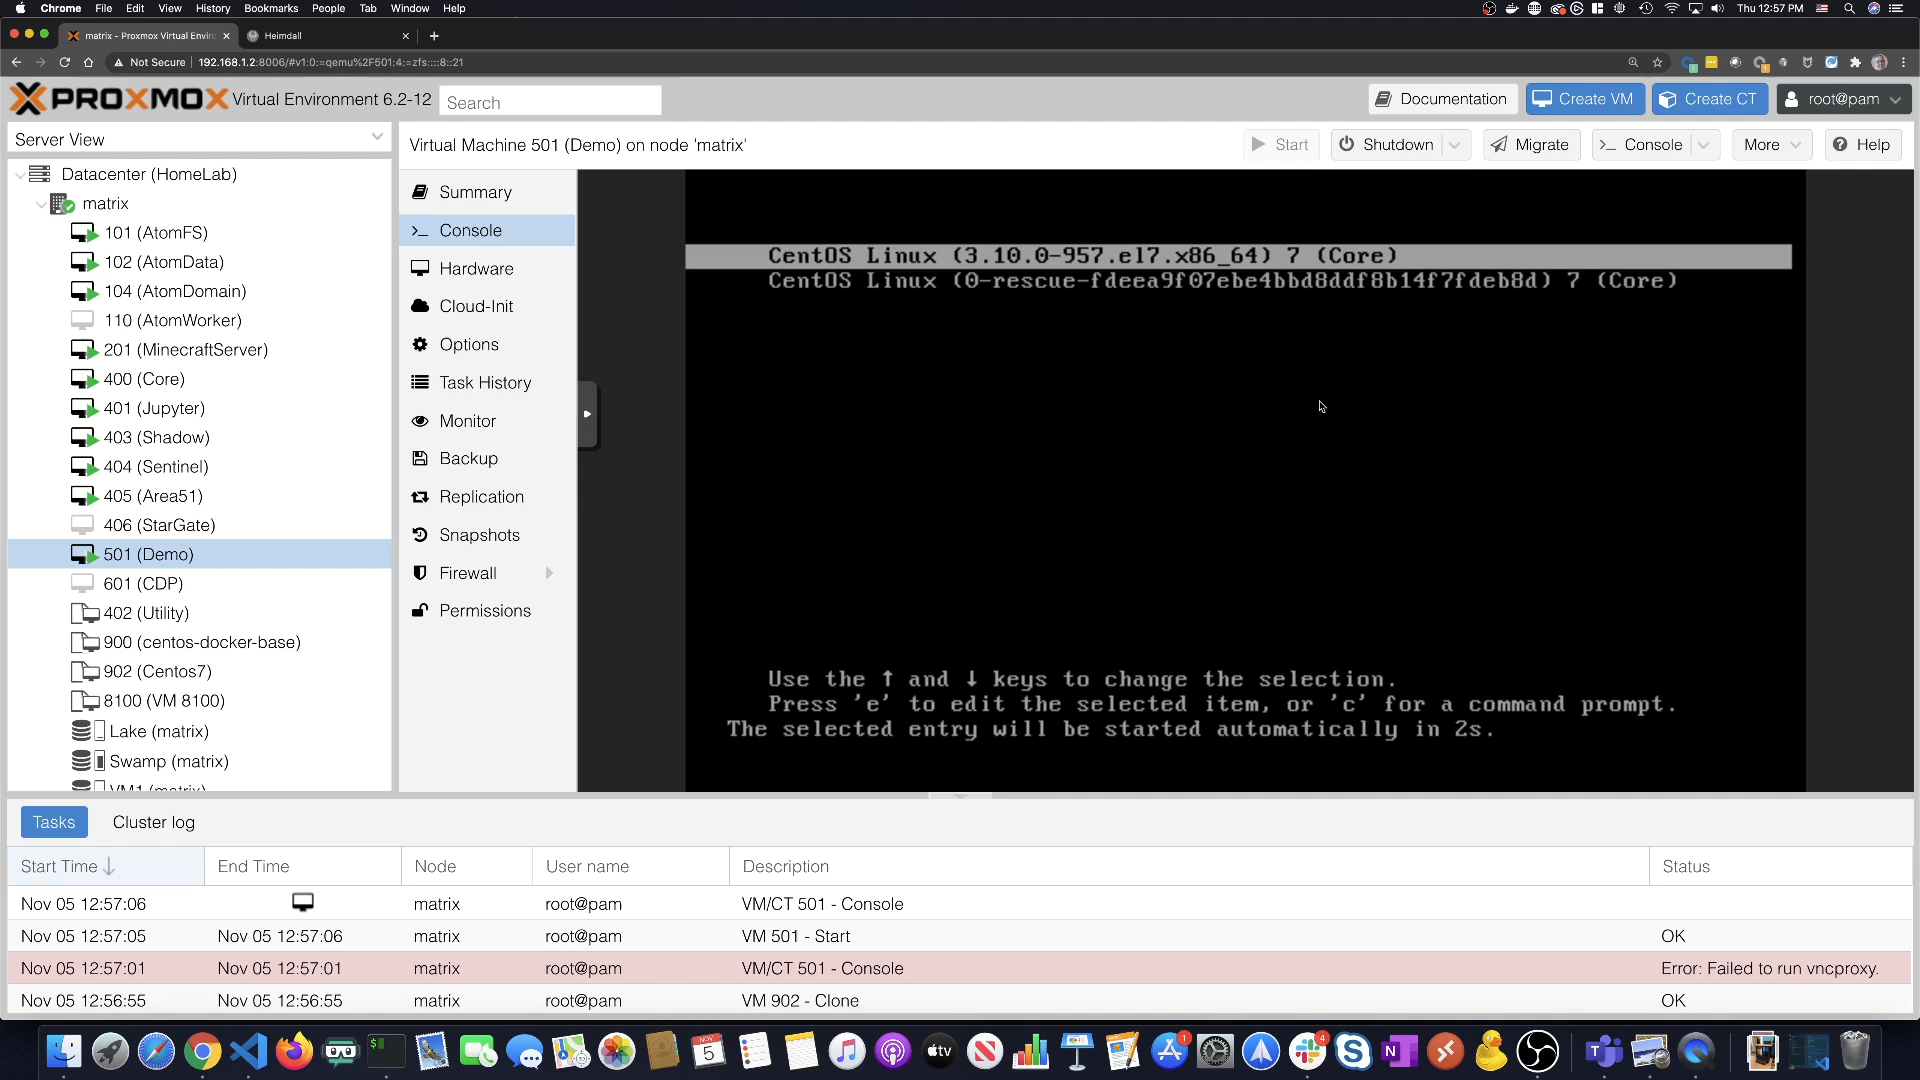 Chrome File Edit View History Bookmarks People Tab Window Help
Thu 12:57 PM
matrix - Proxmox Virtual Enviro
Heimdall
Not Secure 192.168.1.2:8006/#v1:0:=qemu%2F501:4:=zfs::::8::21
PROXMOX Virtual Environment 6.2-12
Search
Documentation
Create VM
Create CT
root@pam
Server View
Virtual Machine 501 (Demo) on node 'matrix'
Start
Shutdown
Migrate
Console
More
Help
Datacenter (HomeLab)
matrix
101 (AtomFS)
102 (AtomData)
104 (AtomDomain)
110 (AtomWorker)
201 (MinecraftServer)
400 (Core)
401 (Jupyter)
403 (Shadow)
404 (Sentinel)
405 (Area51)
406 (StarGate)
501 (Demo)
601 (CDP)
402 (Utility)
900 (centos-docker-base)
902 (Centos7)
8100 (VM 8100)
Lake (matrix)
Swamp (matrix)
VM1 (matrix)
Summary
Console
Hardware
Cloud-Init
Options
Task History
Monitor
Backup
Replication
Snapshots
Firewall
Permissions
CentOS Linux (3.10.0-957.el7.x86_64) 7 (Core)
CentOS Linux (0-rescue-fdeea9f07ebe4bbd8ddf8b14f7fdeb8d) 7 (Core)
Use the ↑ and ↓ keys to change the selection.
Press 'e' to edit the selected item, or 'c' for a command prompt.
The selected entry will be started automatically in 2s.
Tasks
Cluster log
Start Time End Time Node User name Description Status
Nov 05 12:57:06 matrix root@pam VM/CT 501 - Console
Nov 05 12:57:05 Nov 05 12:57:06 matrix root@pam VM 501 - Start OK
Nov 05 12:57:01 Nov 05 12:57:01 matrix root@pam VM/CT 501 - Console Error: Failed to run vncproxy.
Nov 05 12:56:55 Nov 05 12:56:55 matrix root@pam VM 902 - Clone OK
NOV
5
tv
1
4